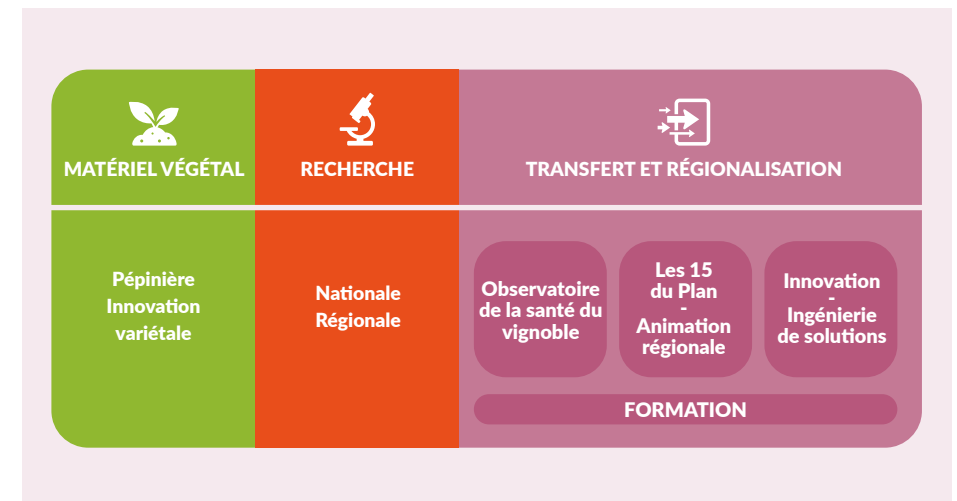 MATÉRIEL VÉGÉTAL
RECHERCHE
TRANSFERT ET RÉGIONALISATION
Pépinière
Innovation
variétale
Nationale
Régionale
Observatoire
de la santé du
vignoble
Les 15
du Plan
-
Animation
régionale
Innovation
-
Ingénierie
de solutions
FORMATION